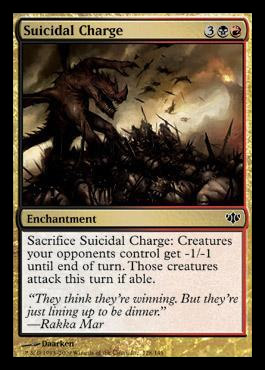 Suicidal Charge 3
Enchantment
Sacrifice Suicidal Charge: Creatures
your opponents control get -1/-1
until end of turn. Those creatures
attack this turn if able.
“They think they’re winning. But they’re
just lining up to be dinner.”
—Rakka Mar
Darrken